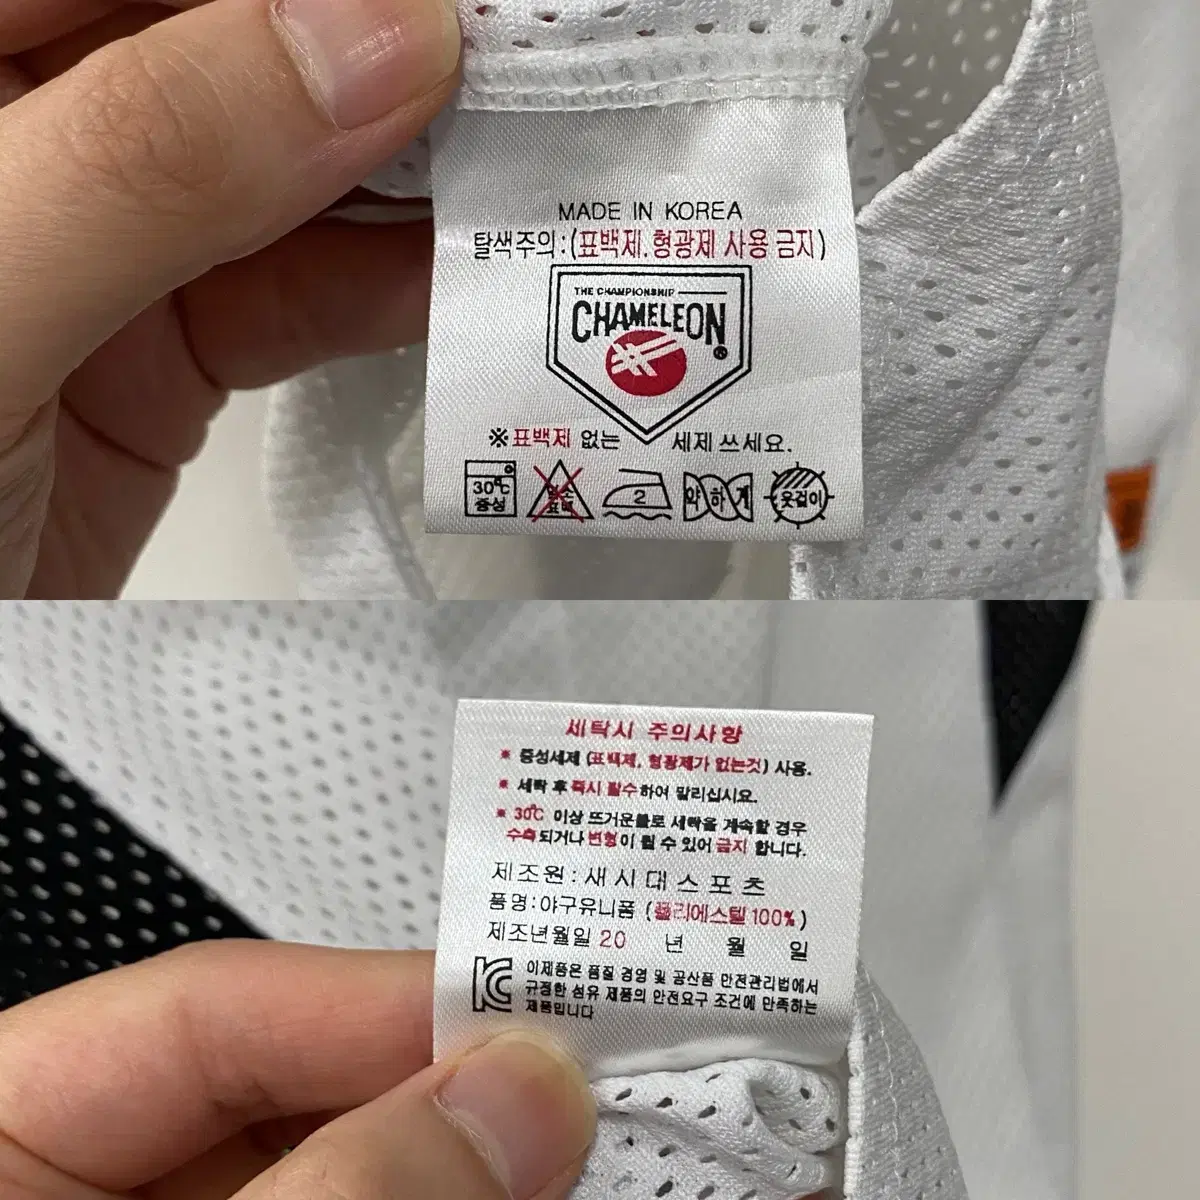 MADE IN KOREA
탈색주의:(표백제.형광제 사용 금지)
THE CHAMPIONSHIP
CHAMELEON
®
※표백제 없는 세제 쓰세요.
30℃
중성
염소
표백
2
약하게
옷걸이
세탁시 주의사항
※ 중성세제 (표백제, 형광제가 없는것) 사용.
※ 세탁 후 즉시 탈수하여 말리십시요.
※ 30℃ 이상 뜨거운물로 세탁을 계속할 경우
수축되거나 변형이 될 수 있어 금지 합니다.
제조원:새시대스포츠
품명:야구유니폼 (폴리에스텔100%)
제조년월일 20 년 월 일
이제품은 품질 경영 및 공산품 안전관리법에서
규정한 섬유 제품의 안전요구 조건에 만족하는
제품입니다